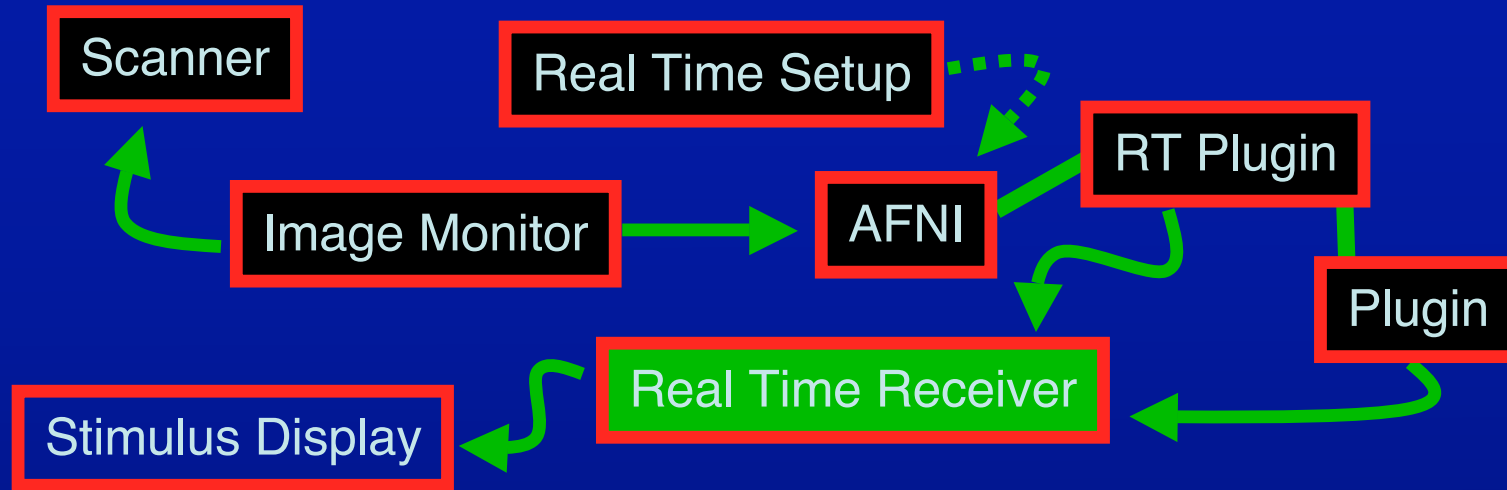 Scanner
Real Time Setup
RT Plugin
Image Monitor
AFNI
Plugin
Real Time Receiver
Stimulus Display